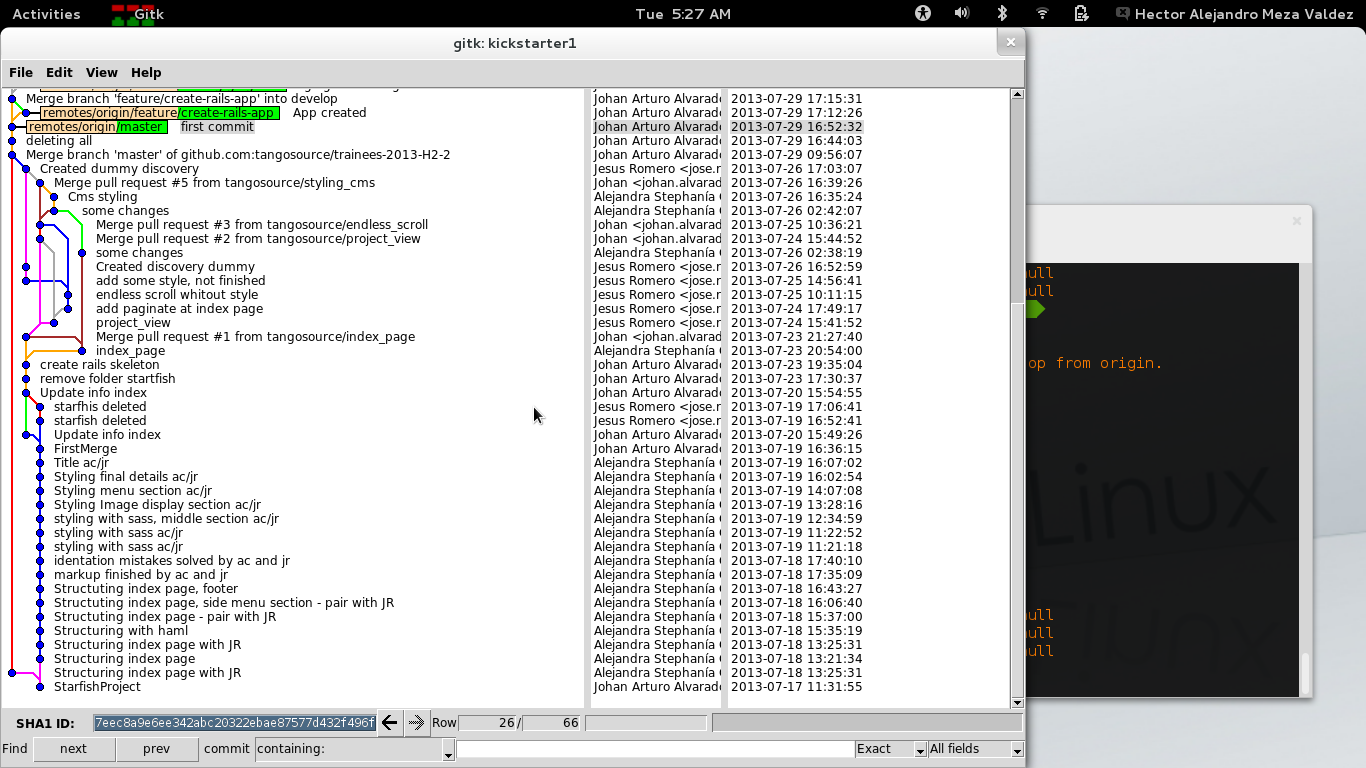 Activities Gitk Tue 5:27 AM Hector Alejandro Meza Valdez
gitk: kickstarter1
File Edit View Help
Merge branch 'feature/create-rails-app' into develop Johan Arturo Alvarad 2013-07-29 17:15:31
remotes/origin/feature/create-rails-app App created Johan Arturo Alvarad 2013-07-29 17:12:26
remotes/origin/master first commit Johan Arturo Alvarad 2013-07-29 16:52:32
deleting all Johan Arturo Alvarad 2013-07-29 16:44:03
Merge branch 'master' of github.com:tangosource/trainees-2013-H2-2 Johan Arturo Alvarad 2013-07-29 09:56:07
Created dummy discovery Jesus Romero <jose.r 2013-07-26 17:03:07
Merge pull request #5 from tangosource/styling_cms Johan <johan.alvarad 2013-07-26 16:39:26
Cms styling Alejandra Stephanía 2013-07-26 16:35:24
some changes Alejandra Stephanía 2013-07-26 02:42:07
Merge pull request #3 from tangosource/endless_scroll Johan <johan.alvarad 2013-07-25 10:36:21
Merge pull request #2 from tangosource/project_view Johan <johan.alvarad 2013-07-24 15:44:52
some changes Alejandra Stephanía 2013-07-26 02:38:19
Created discovery dummy Jesus Romero <jose.r 2013-07-26 16:52:59
add some style, not finished Jesus Romero <jose.r 2013-07-25 14:56:41
endless scroll whitout style Jesus Romero <jose.r 2013-07-25 10:11:15
add paginate at index page Jesus Romero <jose.r 2013-07-24 17:49:17
project_view Jesus Romero <jose.r 2013-07-24 15:41:52
Merge pull request #1 from tangosource/index_page Johan <johan.alvarad 2013-07-23 21:27:40
index_page Alejandra Stephanía 2013-07-23 20:54:00
create rails skeleton Johan Arturo Alvarad 2013-07-23 19:35:04
remove folder startfish Johan Arturo Alvarad 2013-07-23 17:30:37
Update info index Johan Arturo Alvarad 2013-07-20 15:54:55
starfhis deleted Jesus Romero <jose.r 2013-07-19 17:06:41
starfish deleted Jesus Romero <jose.r 2013-07-19 16:52:41
Update info index Johan Arturo Alvarad 2013-07-20 15:49:26
FirstMerge Johan Arturo Alvarad 2013-07-19 16:36:15
Title ac/jr Alejandra Stephanía 2013-07-19 16:07:02
Styling final details ac/jr Alejandra Stephanía 2013-07-19 16:02:54
Styling menu section ac/jr Alejandra Stephanía 2013-07-19 14:07:08
Styling Image display section ac/jr Alejandra Stephanía 2013-07-19 13:28:16
styling with sass, middle section ac/jr Alejandra Stephanía 2013-07-19 12:34:59
styling with sass ac/jr Alejandra Stephanía 2013-07-19 11:22:52
styling with sass ac/jr Alejandra Stephanía 2013-07-19 11:21:18
identation mistakes solved by ac and jr Alejandra Stephanía 2013-07-18 17:40:10
markup finished by ac and jr Alejandra Stephanía 2013-07-18 17:35:09
Structuting index page, footer Alejandra Stephanía 2013-07-18 16:43:27
Structuting index page, side menu section - pair with JR Alejandra Stephanía 2013-07-18 16:06:40
Structuting index page - pair with JR Alejandra Stephanía 2013-07-18 15:37:00
Structuring with haml Alejandra Stephanía 2013-07-18 15:35:19
Structuring index page with JR Alejandra Stephanía 2013-07-18 13:25:31
Structuring index page Alejandra Stephanía 2013-07-18 13:21:34
Structuring index page with JR Alejandra Stephanía 2013-07-18 13:25:31
StarfishProject Johan Arturo Alvarad 2013-07-17 11:31:55
SHA1 ID: 7eec8a9e6ee342abc20322ebae87577d432f496f Row 26 / 66
Find next prev commit containing: Exact All fields
ull
ull
op from origin.
Linux
ull
ull
ull